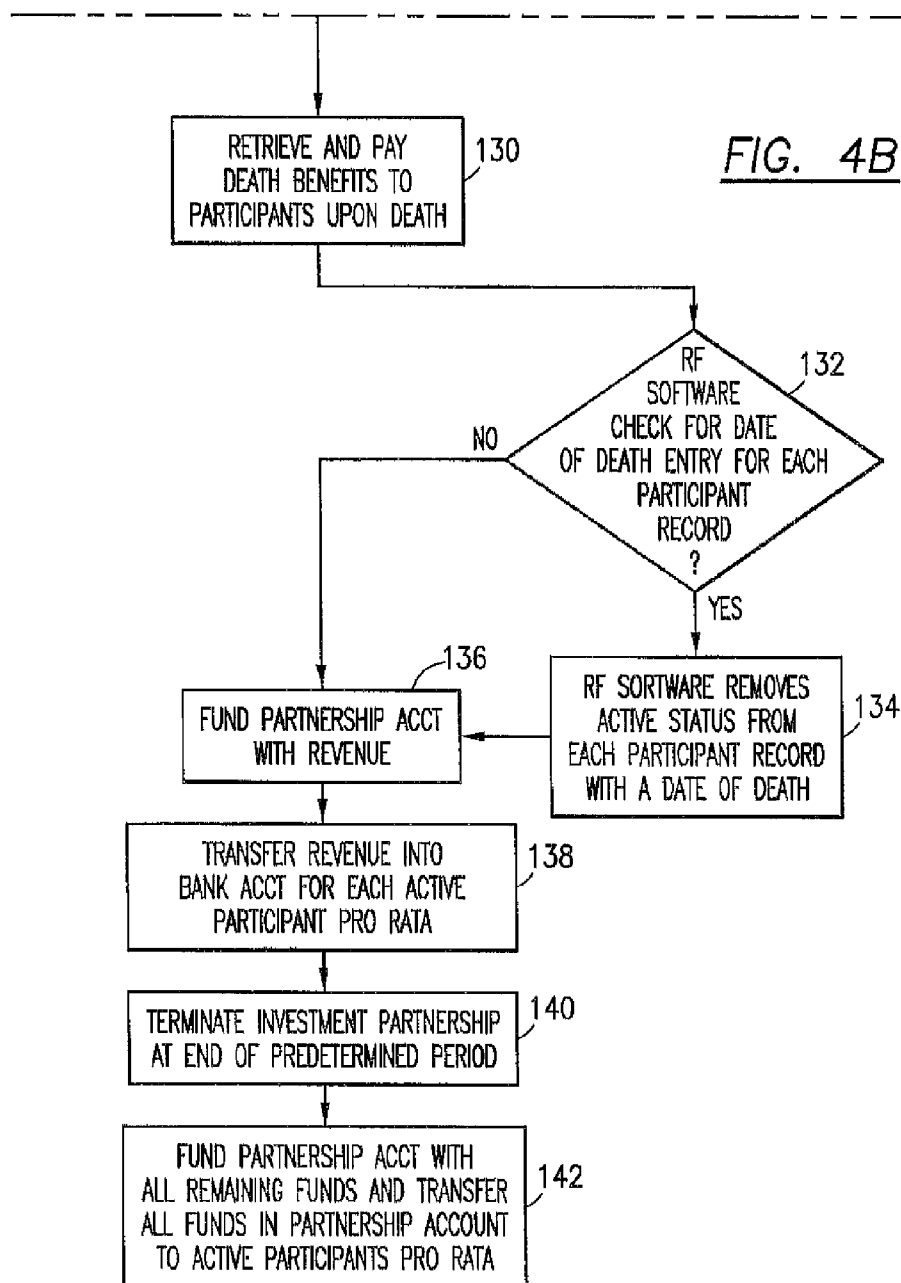 RETRIEVE AND PAY
DEATH BENEFITS TO
PARTICIPANTS UPON DEATH
130
FIG. 4B
RF
SOFTWARE
CHECK FOR DATE
OF DEATH ENTRY FOR EACH
PARTICIPANT
RECORD
?
132
NO
YES
136
FUND PARTNERSHIP ACCT
WITH REVENUE
RF SORTWARE REMOVES
ACTIVE STATUS FROM
EACH PARTICIPANT RECORD
WITH A DATE OF DEATH
134
TRANSFER REVENUE INTO
BANK ACCT FOR EACH ACTIVE
PARTICIPANT PRO RATA
138
TERMINATE INVESTMENT PARTNERSHIP
AT END OF PREDETERMINED PERIOD
140
FUND PARTNERSHIP ACCT WITH
ALL REMAINING FUNDS AND TRANSFER
ALL FUNDS IN PARTNERSHIP ACCOUNT
TO ACTIVE PARTICIPANTS PRO RATA
142